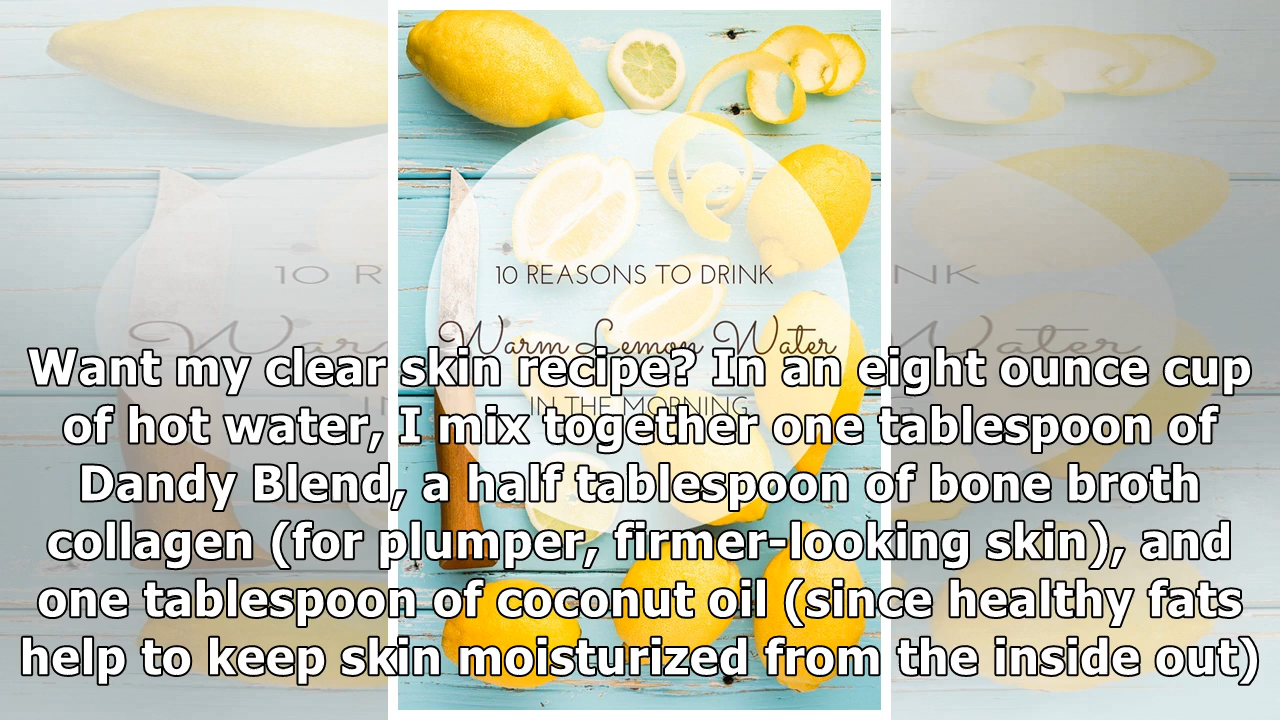 10 REASONS TO DRINK
Warm Lemon Water
IN THE MORNING
Want my clear skin recipe? In an eight ounce cup
of hot water, I mix together one tablespoon of
Dandy Blend, a half tablespoon of bone broth
collagen (for plumper, firmer-looking skin), and
one tablespoon of coconut oil (since healthy fats
help to keep skin moisturized from the inside out)